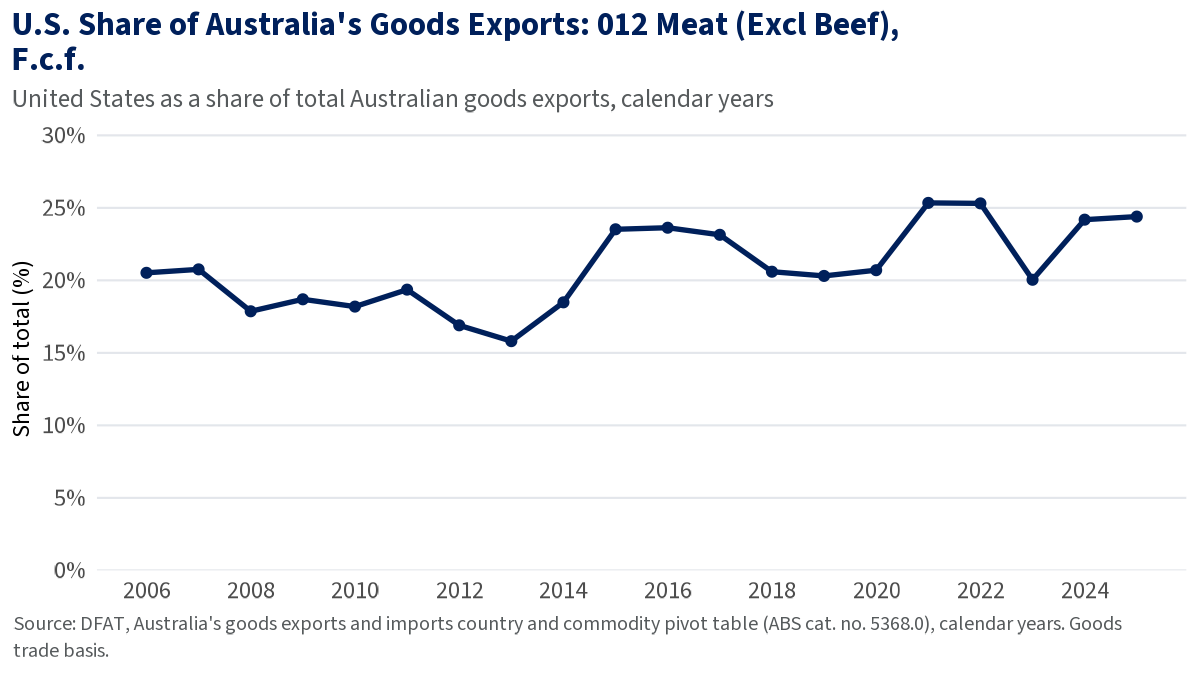 U.S. Share of Australia's Goods Exports: 012 Meat (Excl Beef),
F.c.f.
United States as a share of total Australian goods exports, calendar years
30%
25%
20%
15%
10%
5%
0%
Share of total (%)
2006 2008 2010 2012 2014 2016 2018 2020 2022 2024
Source: DFAT, Australia's goods exports and imports country and commodity pivot table (ABS cat. no. 5368.0), calendar years. Goods
trade basis.